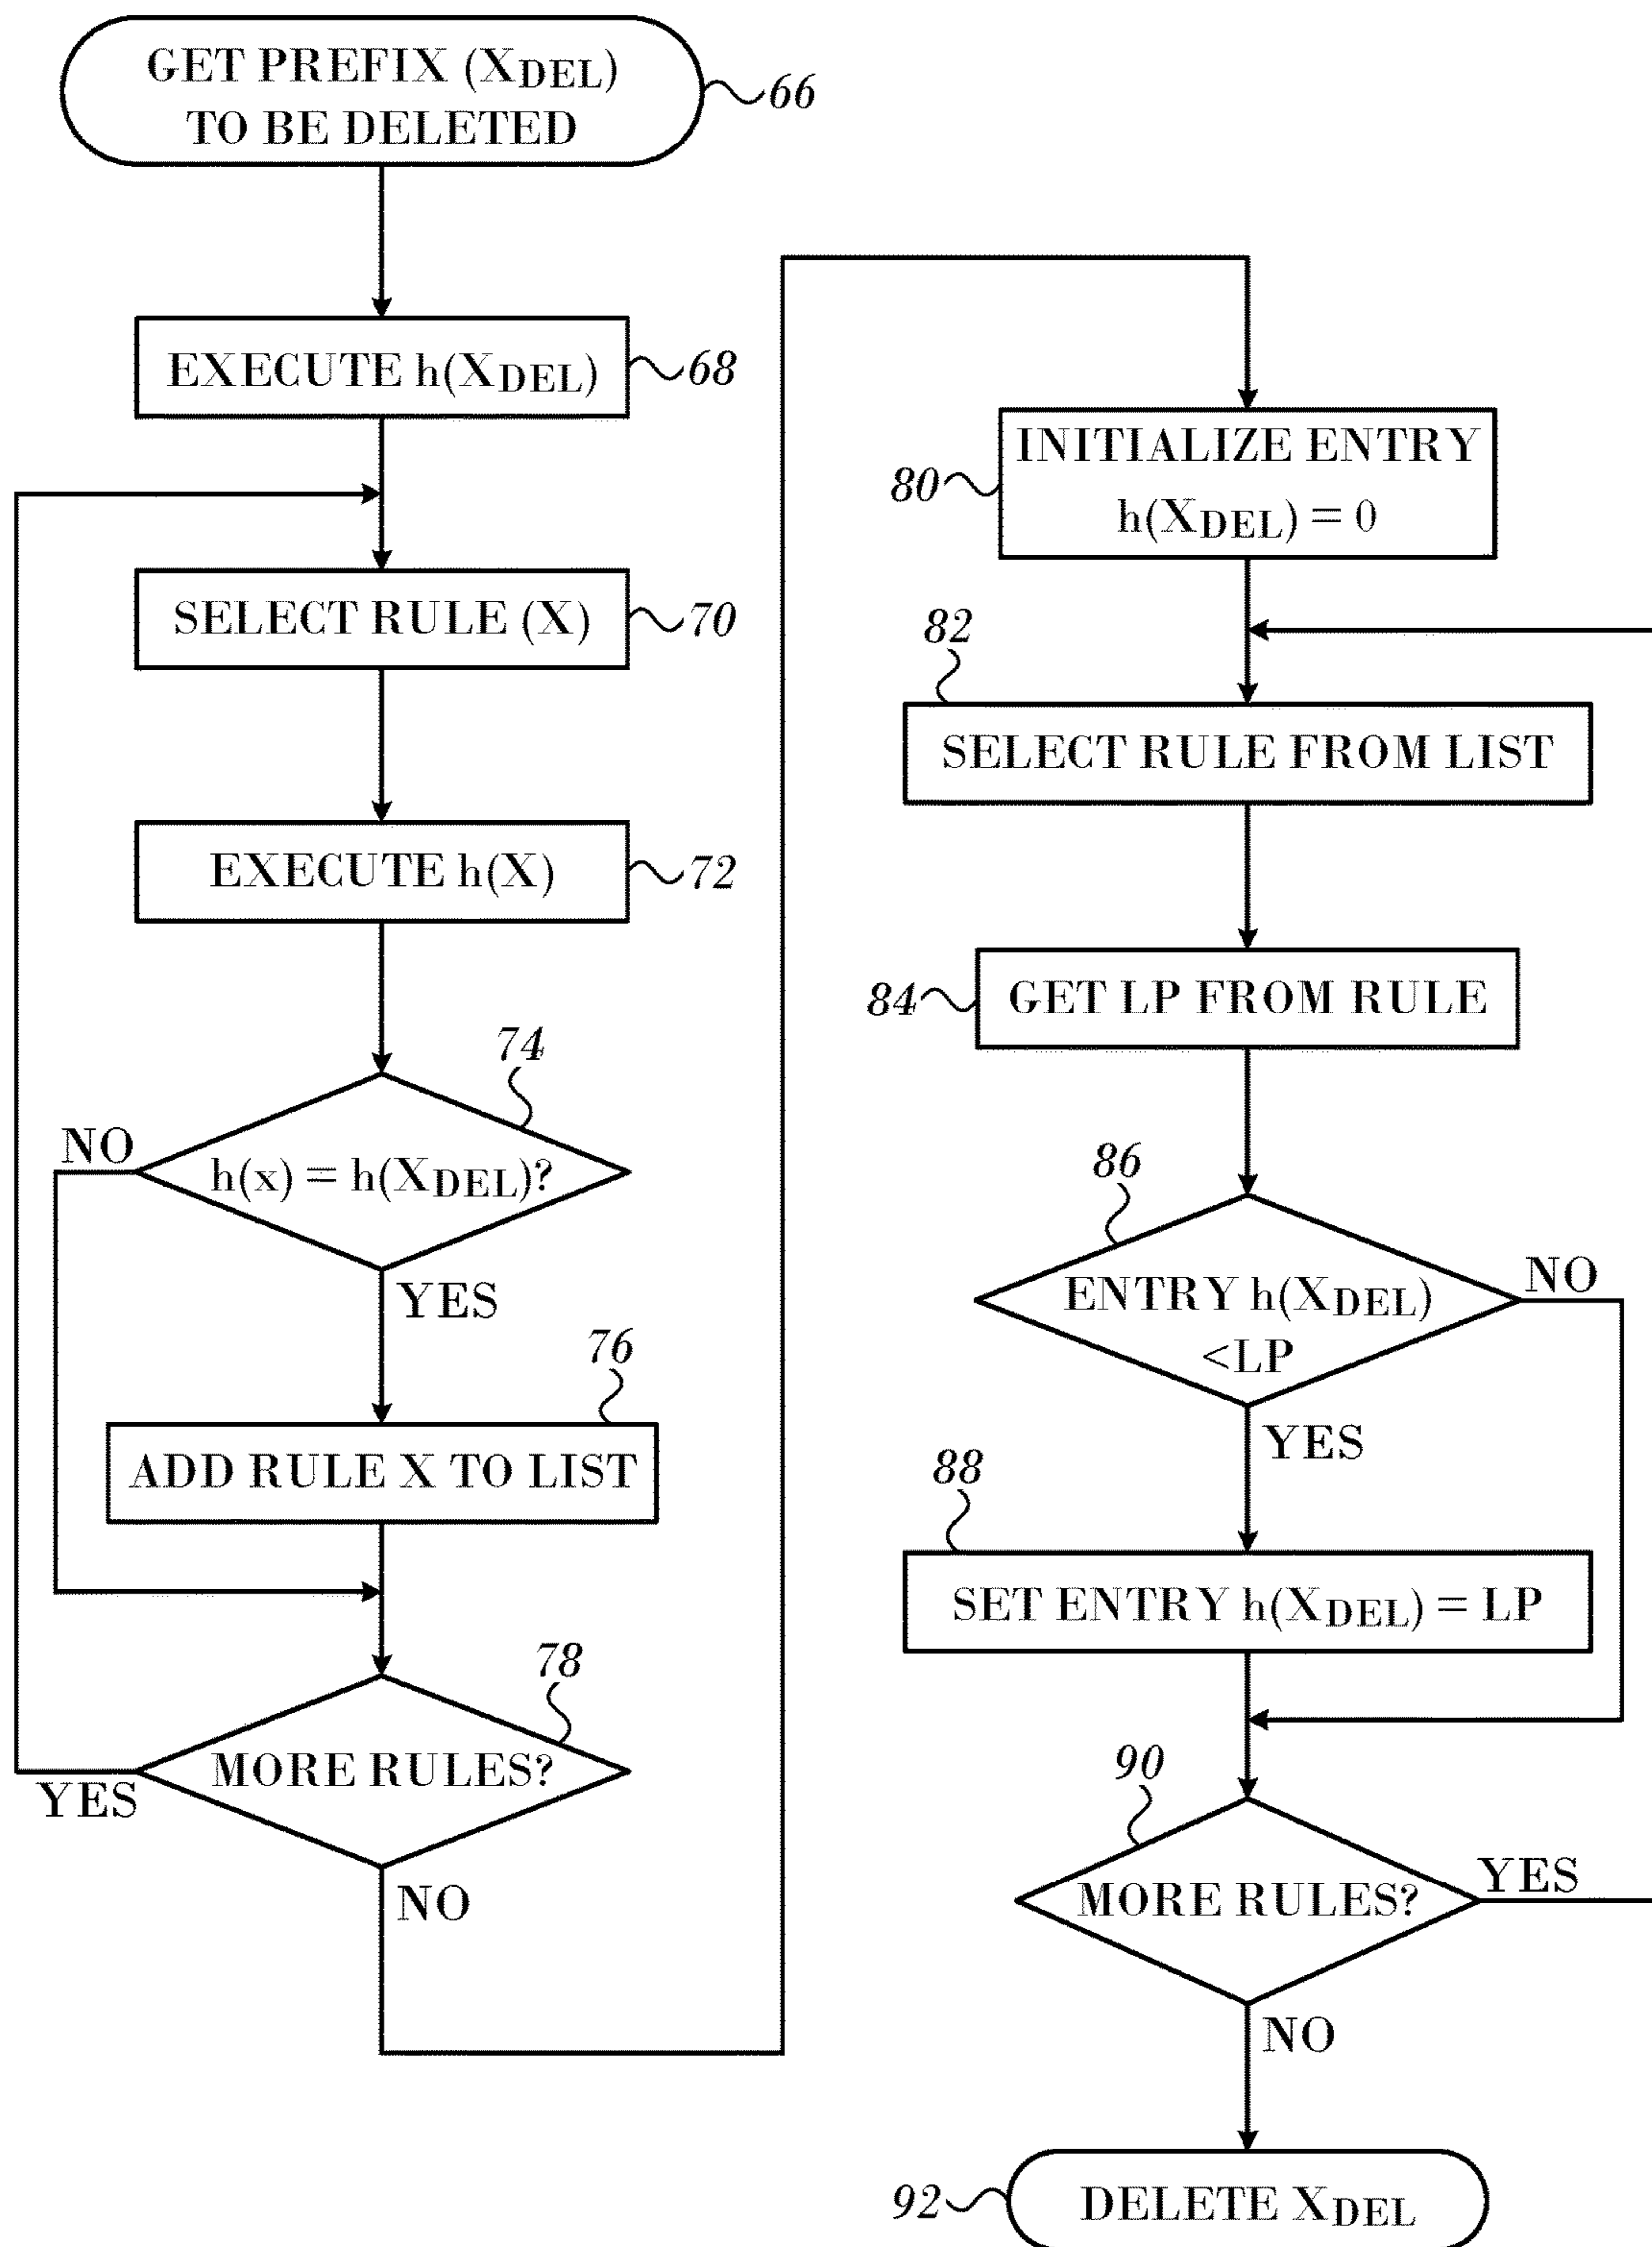 GET PREFIX (XDEL)
TO BE DELETED
66
EXECUTE h(XDEL)
68
SELECT RULE (X)
70
EXECUTE h(X)
72
74
NO
h(x) = h(XDEL)?
YES
76
ADD RULE X TO LIST
78
MORE RULES?
YES
NO
INITIALIZE ENTRY
80
h(XDEL) = 0
82
SELECT RULE FROM LIST
84
GET LP FROM RULE
86
NO
ENTRY h(XDEL)
<LP
YES
88
SET ENTRY h(XDEL) = LP
90
YES
MORE RULES?
NO
92
DELETE XDEL